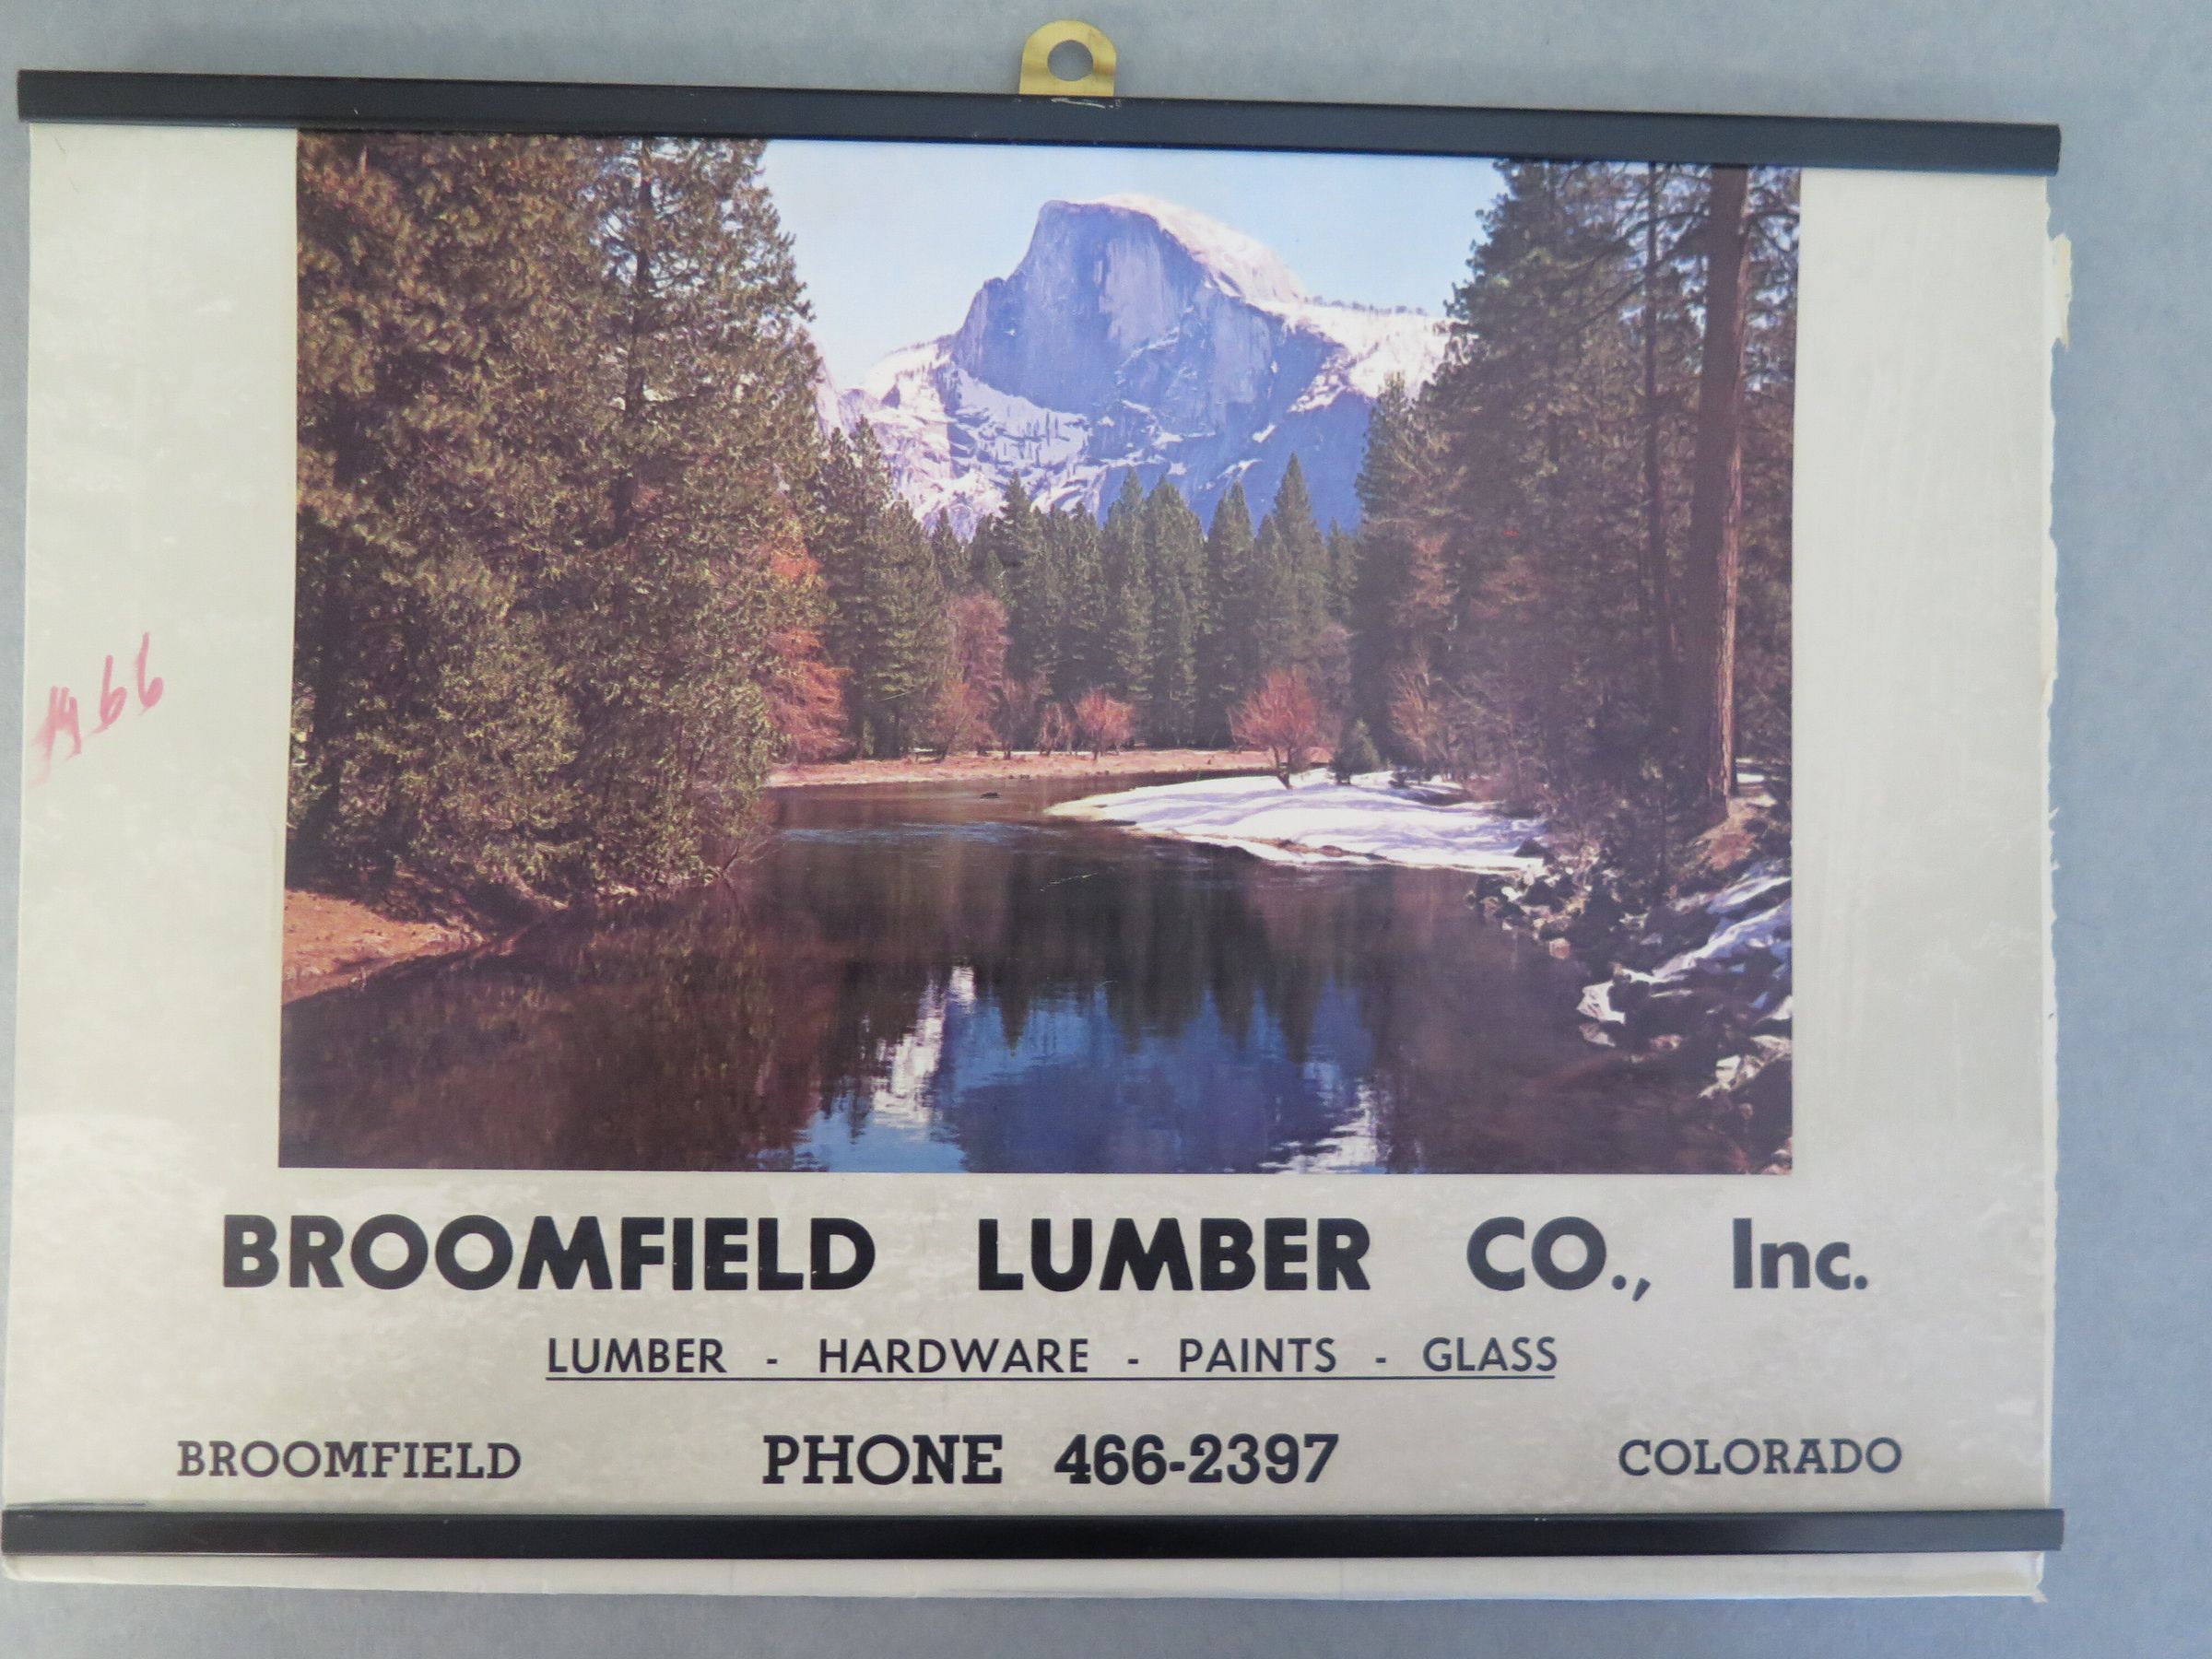 1966
BROOMFIELD LUMBER CO., Inc.
LUMBER - HARDWARE - PAINTS - GLASS
BROOMFIELD PHONE 466-2397 COLORADO